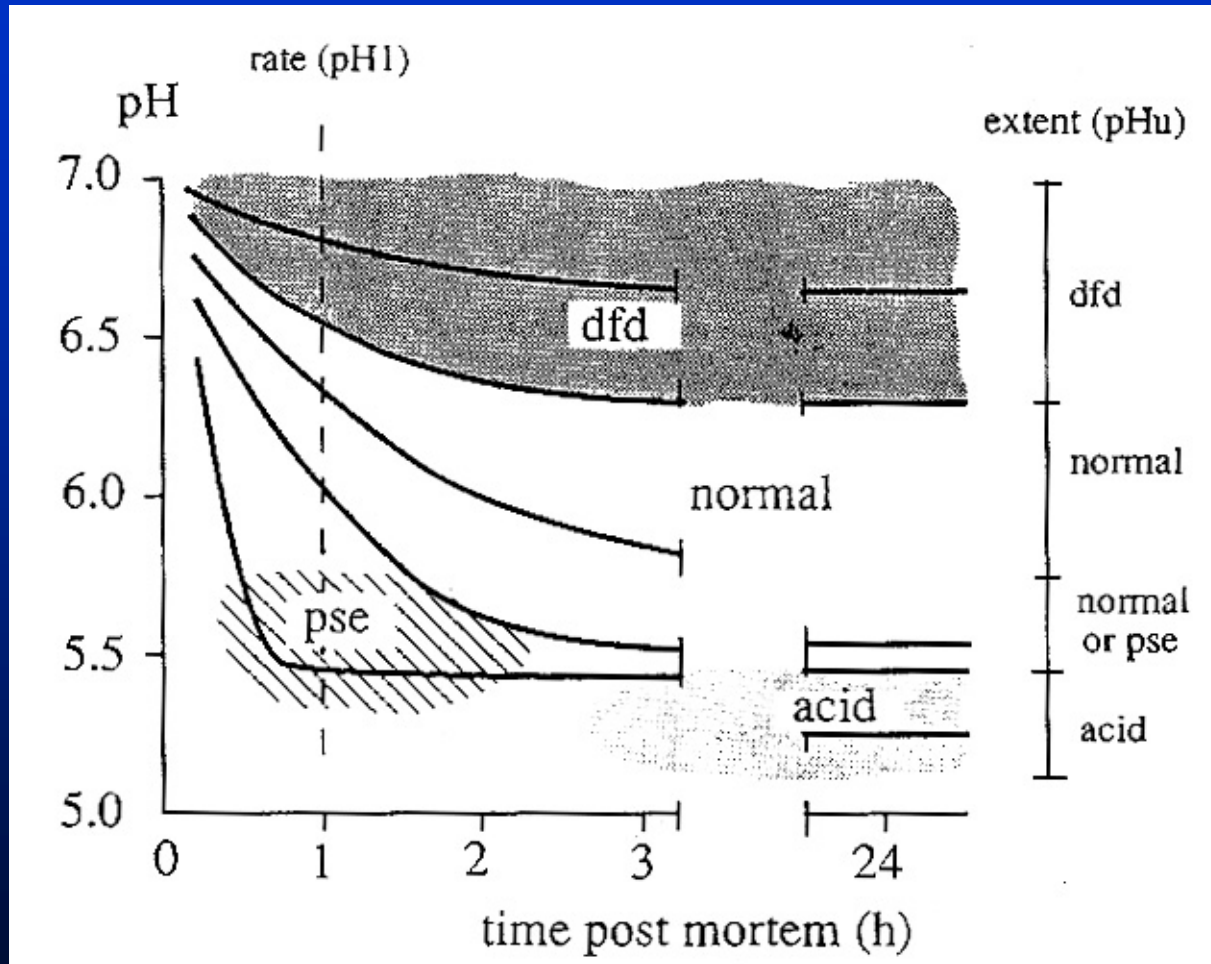 rate (pH1)
pH
extent (pHu)
7.0
6.5
6.0
5.5
5.0
dfd
normal
pse
acid
dfd
normal
normal
or pse
acid
0 1 2 3 24
time post mortem (h)